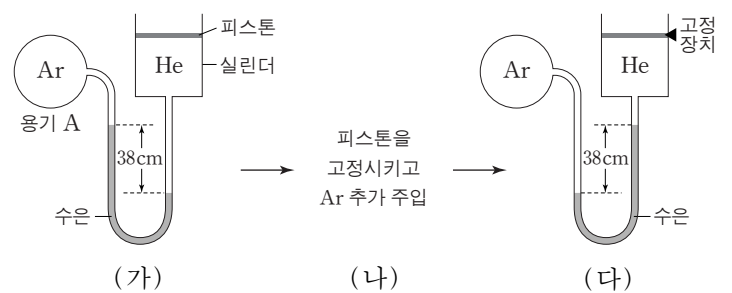 피스톤
Ar
He
실린더
용기 A
38cm
수은
(가)
피스톤을
고정시키고
Ar 추가 주입
(나)
고정
장치
Ar
He
38cm
수은
(다)